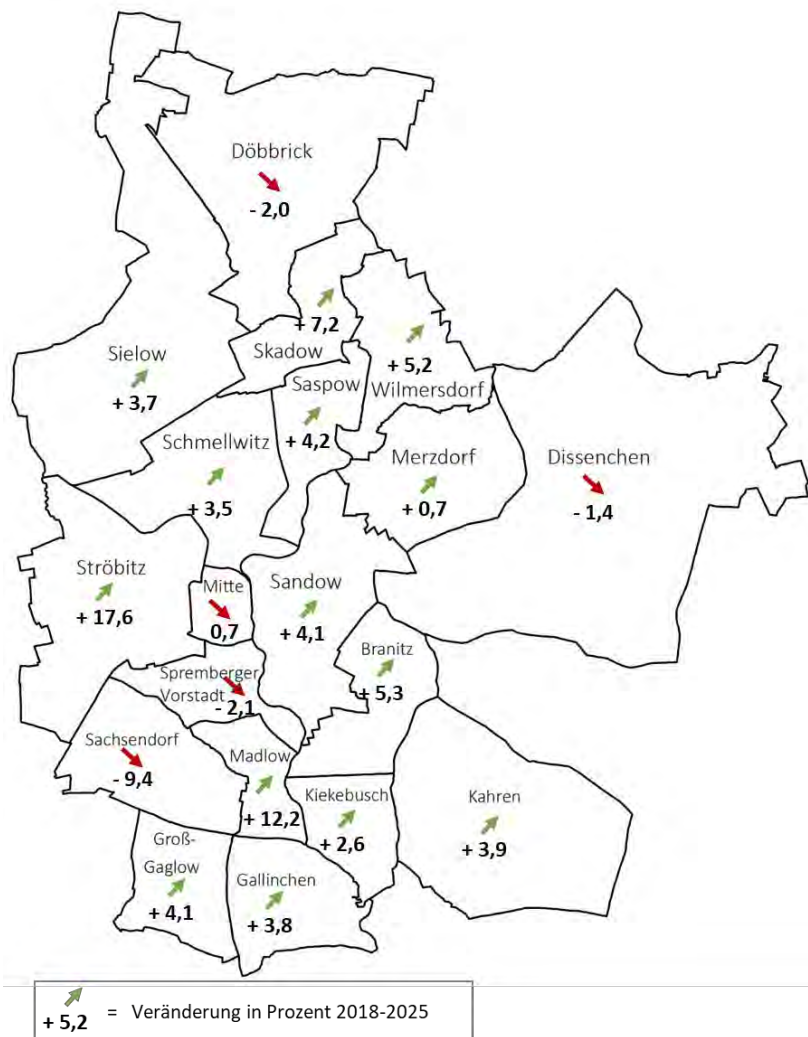 Döbbrick
- 2,0
+ 7,2
Skadow
Sielow
+ 3,7
+ 5,2
Wilmersdorf
Saspow
+ 4,2
Schmellwitz
+ 3,5
Merzdorf
+ 0,7
Dissenchen
- 1,4
Ströbitz
+ 17,6
Mitte
0,7
Sandow
+ 4,1
Branitz
+ 5,3
Spremberger
Vorstadt
- 2,1
Sachsendorf
- 9,4
Madlow
+ 12,2
Kiekebusch
+ 2,6
Kahren
+ 3,9
Groß-
Gaglow
+ 4,1
Gallinchen
+ 3,8
+ 5,2 = Veränderung in Prozent 2018-2025